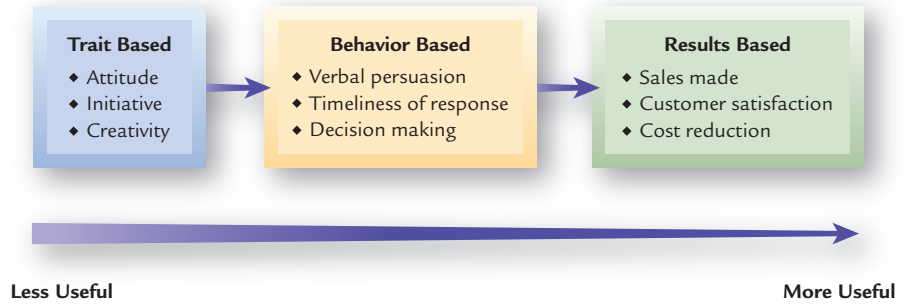 Trait Based
◆ Attitude
◆ Initiative
◆ Creativity
Behavior Based
◆ Verbal persuasion
◆ Timeliness of response
◆ Decision making
Results Based
◆ Sales made
◆ Customer satisfaction
◆ Cost reduction
Less Useful
More Useful